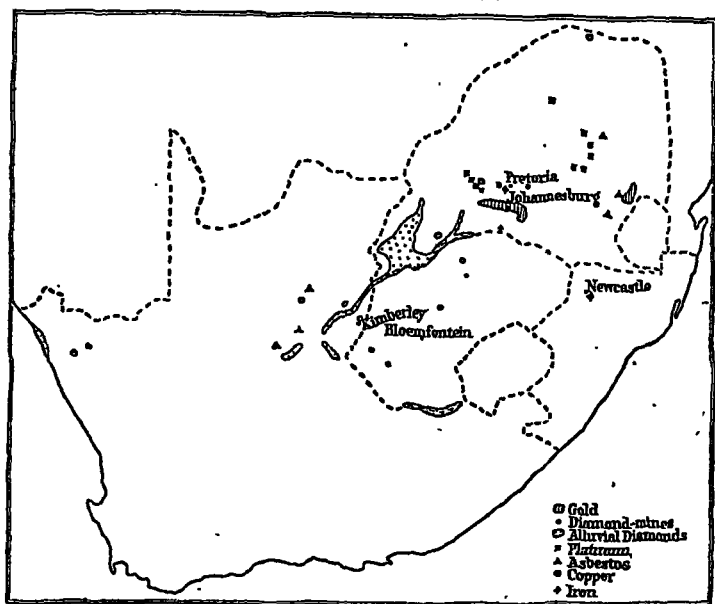 Pretoria
Johannesburg
Newcastle
Kimberley
Bloemfontein
Gold
Diamond-mines
Alluvial Diamonds
Platinum
Asbestos
Copper
Iron